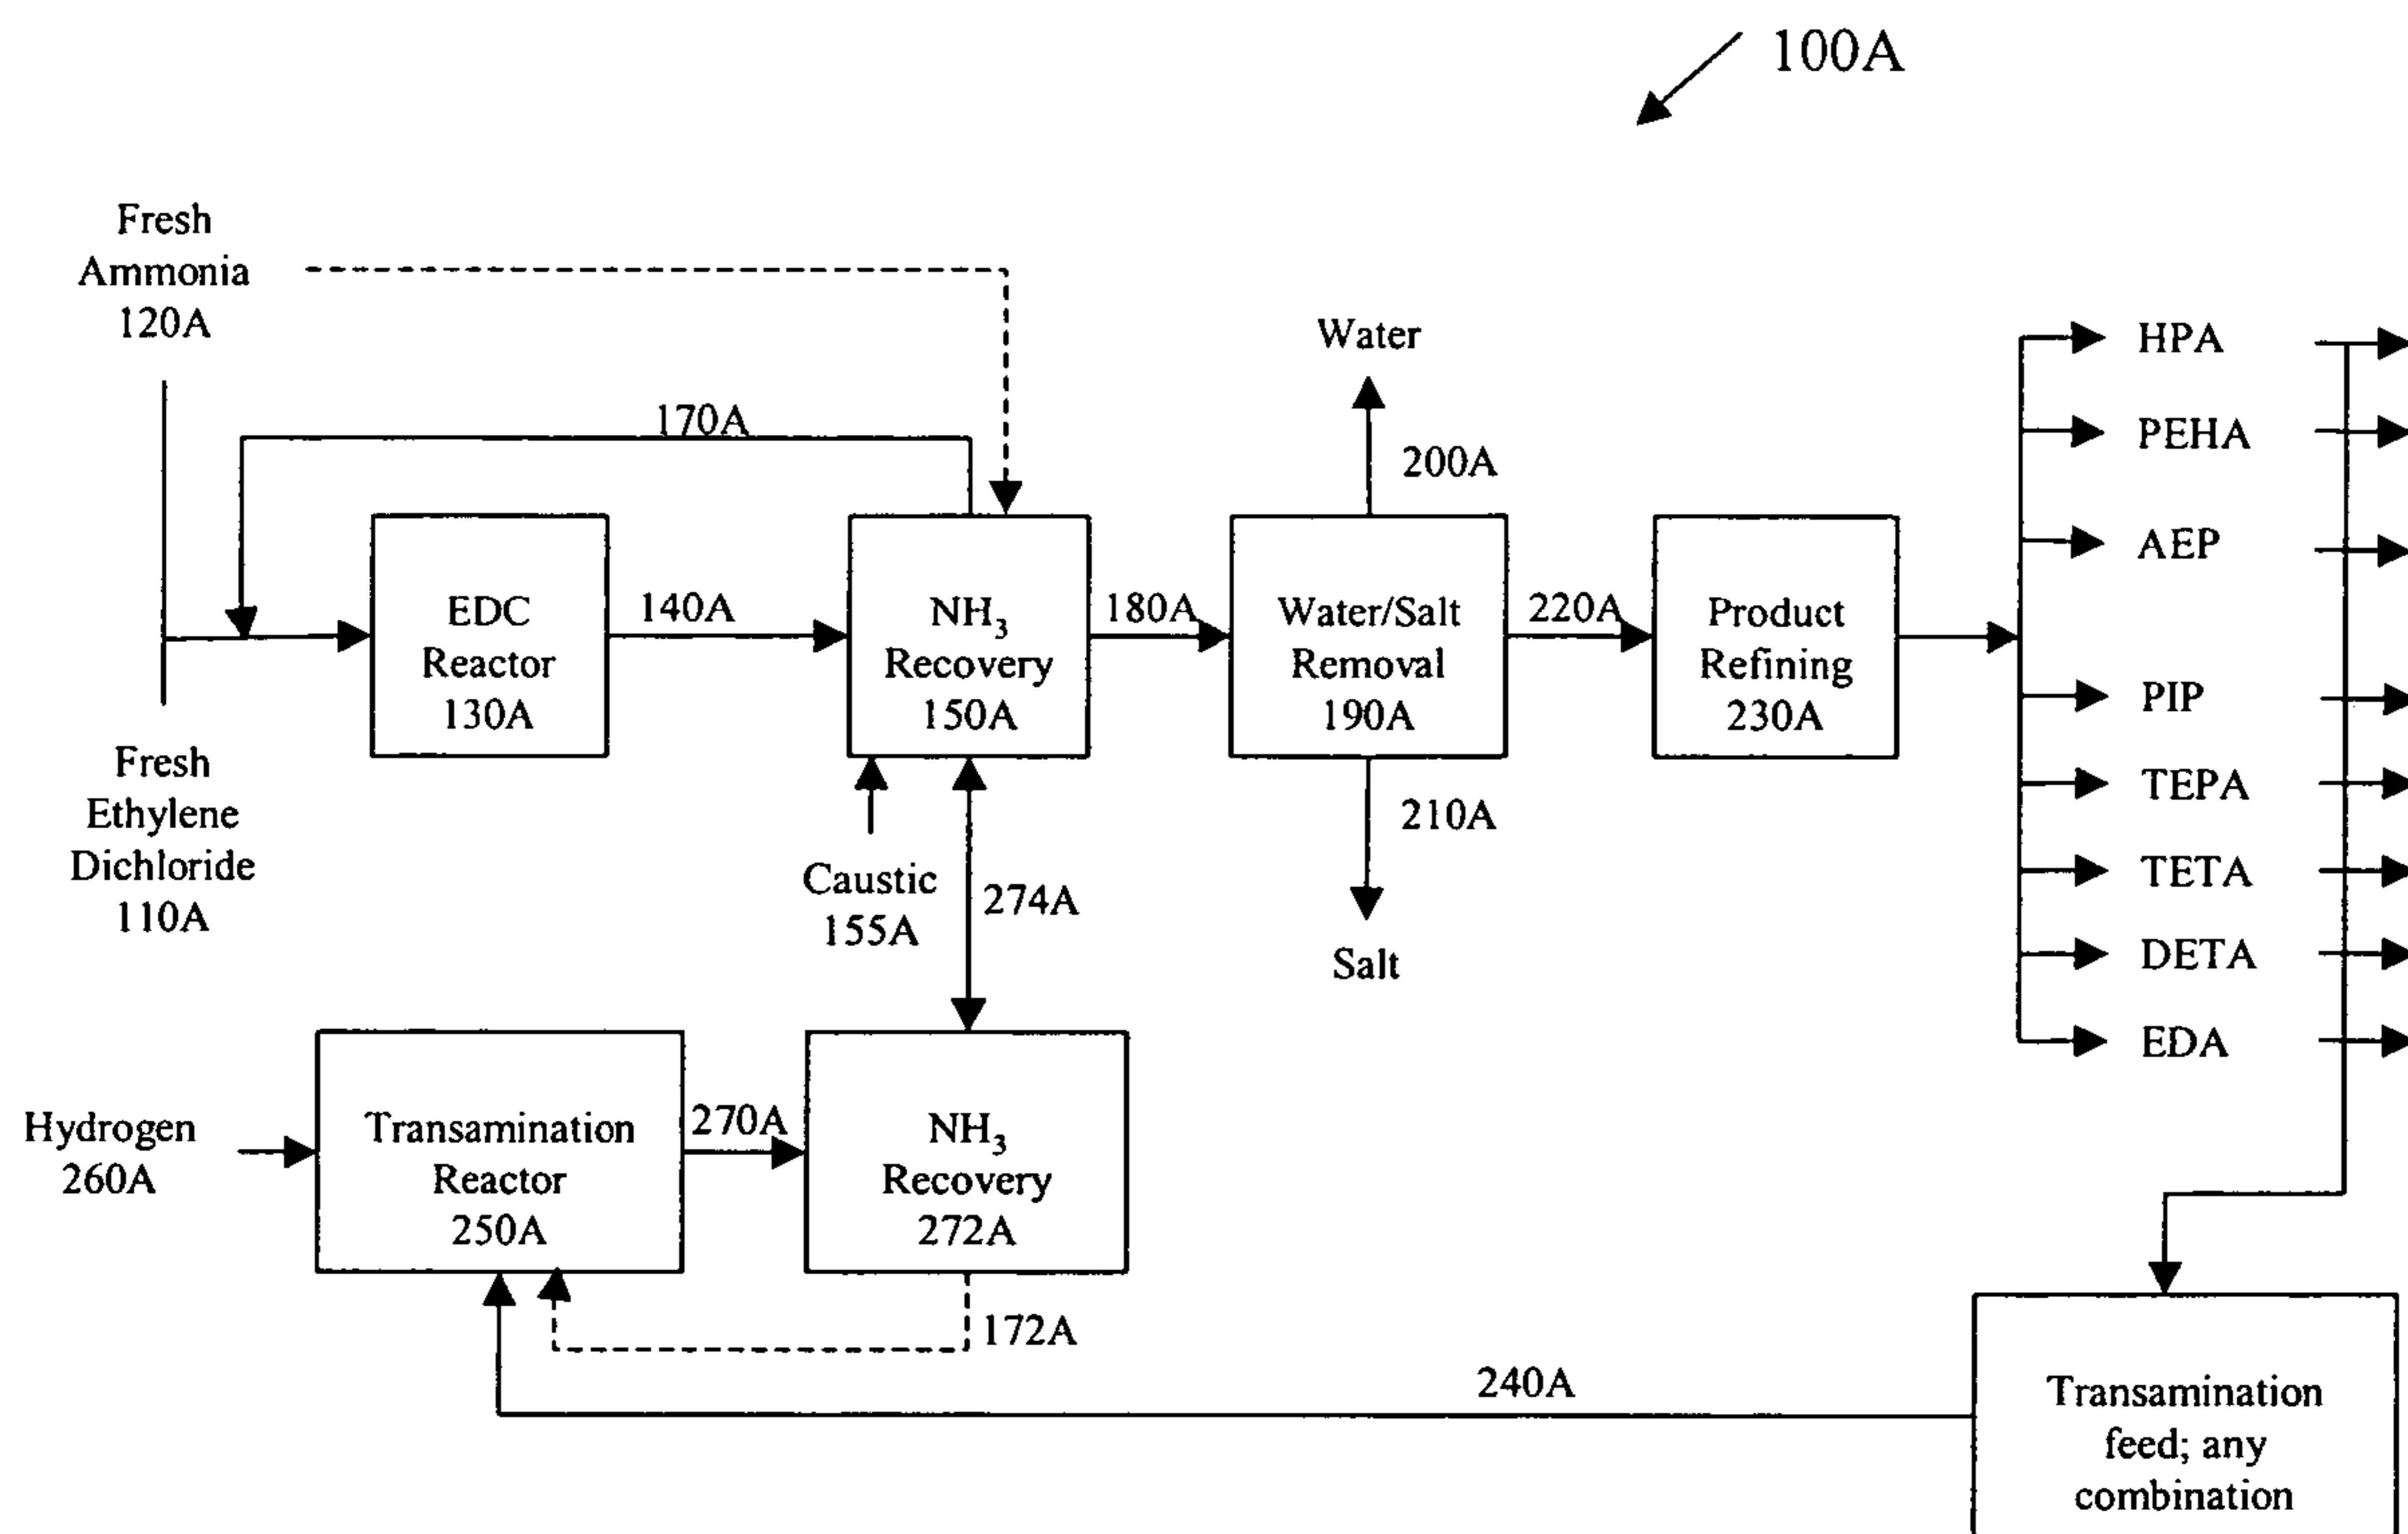 100A
Fresh
Ammonia
120A
170A
Water
200A
HPA
PEHA
AEP
PIP
TEPA
TETA
DETA
EDA
EDC
Reactor
130A
140A
NH₃
Recovery
150A
180A
Water/Salt
Removal
190A
220A
Product
Refining
230A
Fresh
Ethylene
Dichloride
110A
Caustic
155A
274A
210A
Salt
Hydrogen
260A
Transamination
Reactor
250A
270A
NH₃
Recovery
272A
172A
240A
Transamination
feed; any
combination